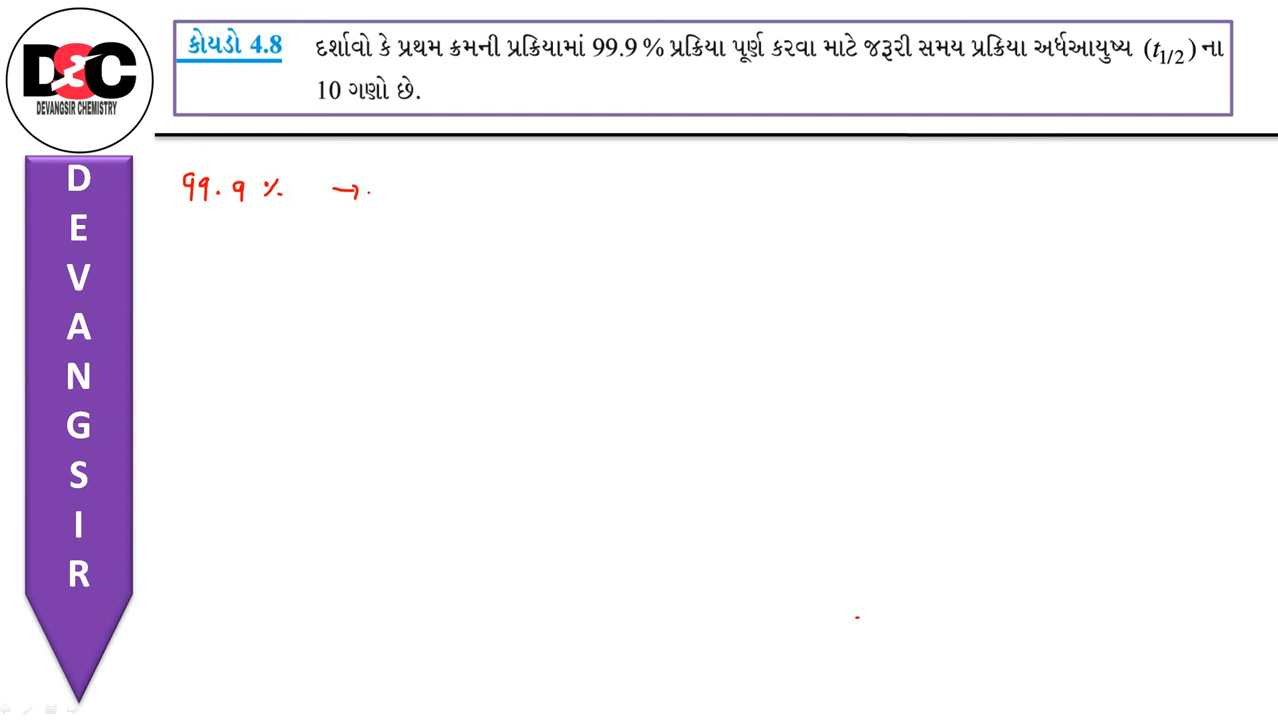 DC
DEVANGSIR CHEMISTRY
કોયડો 4.8
દર્શાવો કે પ્રથમ ક્રમની પ્રક્રિયામાં 99.9 % પ્રક્રિયા પૂર્ણ કરવા માટે જરૂરી સમય પ્રક્રિયા અર્ધઆયુષ્ય (t1/2) ના
10 ગણો છે.
99.9 % →
D
E
V
A
N
G
S
I
R